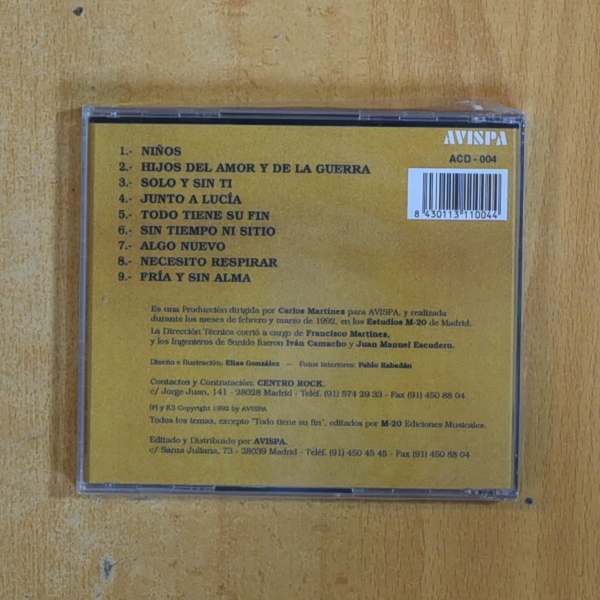 AVISPA
ACD - 004
8 430113 110044
1.- NIÑOS
2.- HIJOS DEL AMOR Y DE LA GUERRA
3.- SOLO Y SIN TI
4.- JUNTO A LUCÍA
5.- TODO TIENE SU FIN
6.- SIN TIEMPO NI SITIO
7.- ALGO NUEVO
8.- NECESITO RESPIRAR
9.- FRÍA Y SIN ALMA
Es una Producción dirigida por Carlos Martínez para AVISPA, y realizada
durante los meses de febrero y marzo de 1992, en los Estudios M-20 de Madrid.
La Dirección Técnica corrió a cargo de Francisco Martínez,
y los Ingenieros de Sonido fueron Iván Camacho y Juan Manuel Escudero.
Diseño e Ilustración: Elías González — Fotos interiores: Pablo Rabadán
Contactos y Contratación: CENTRO ROCK.
c/ Jorge Juan, 141 - 28028 Madrid - Teléf. (91) 574 29 33 - Fax (91) 450 88 04
(P) y (C) Copyright 1992 by AVISPA
Todos los temas, excepto "Todo tiene su fin", editados por M-20 Ediciones Musicales.
Editado y Distribuido por AVISPA.
c/ Santa Juliana, 73 - 28039 Madrid - Teléf. (91) 450 45 45 - Fax (91) 450 88 04